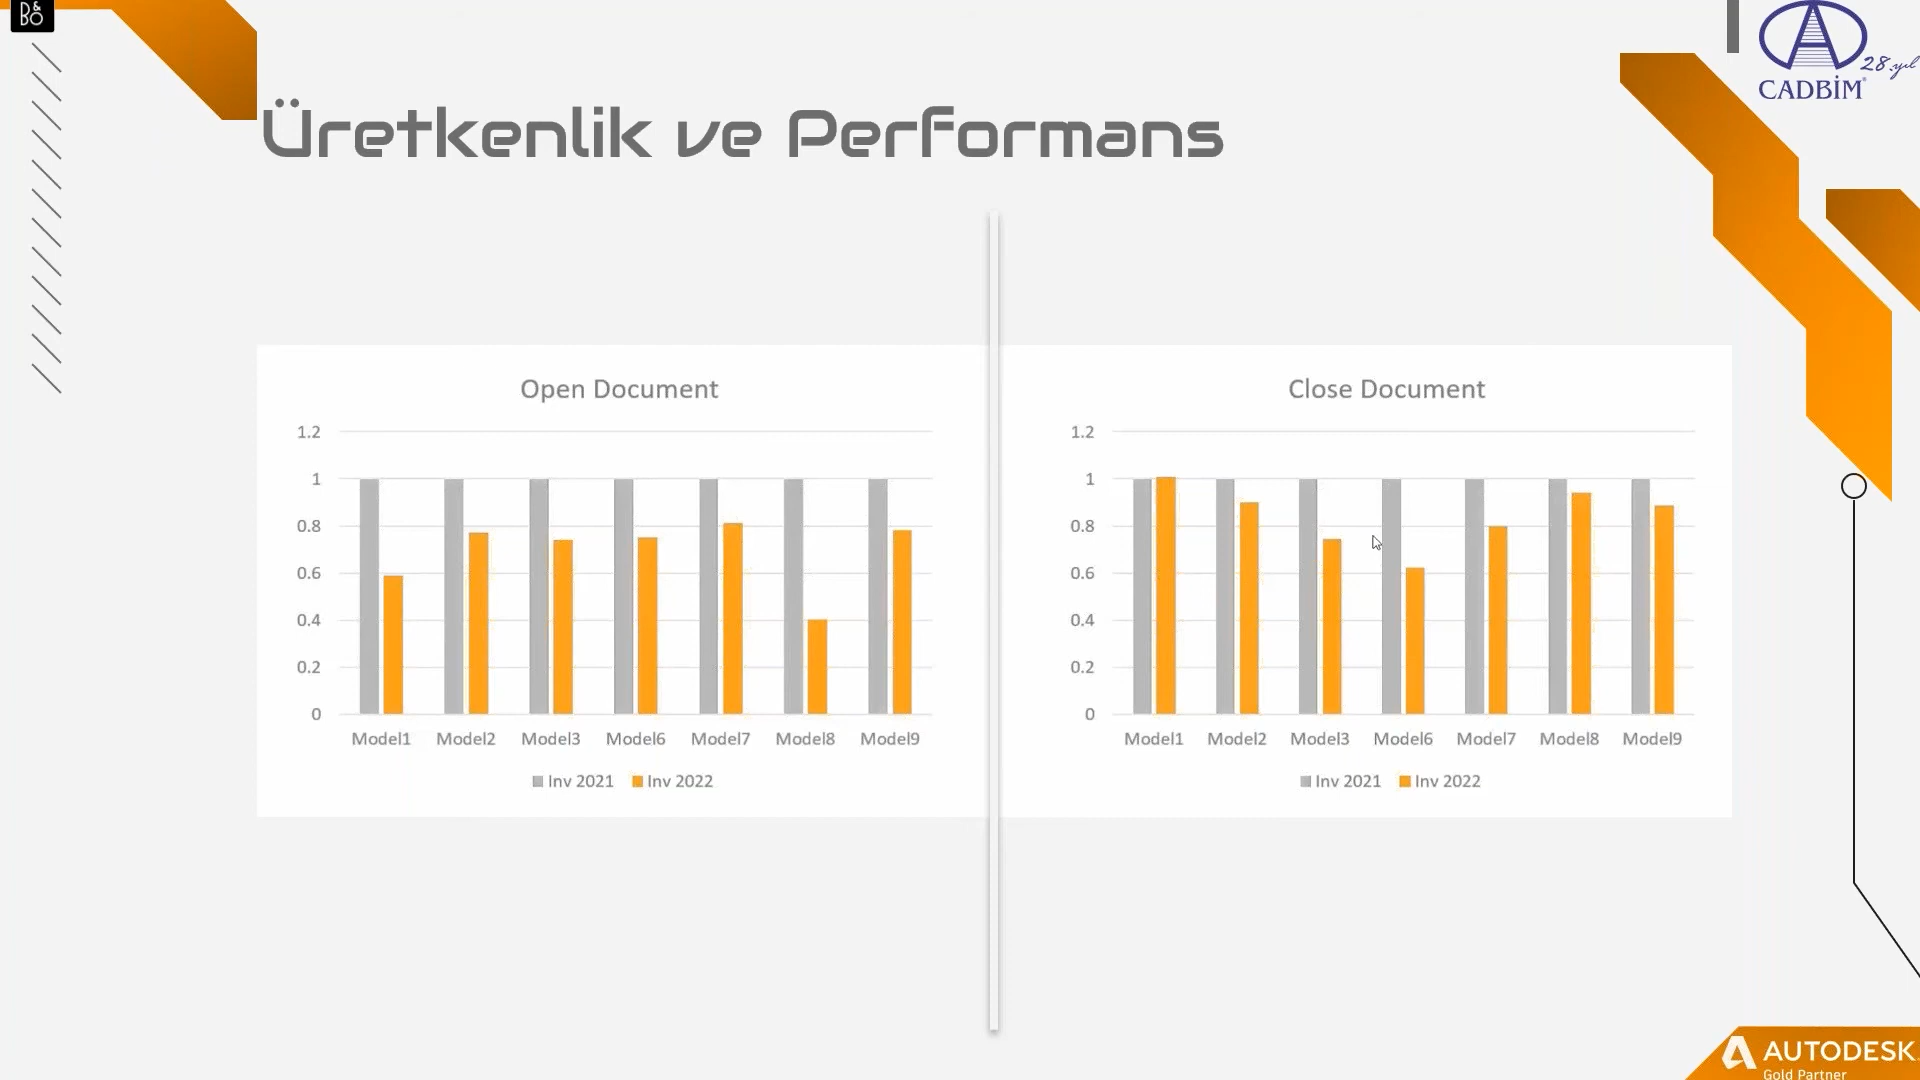 B&O
28.yıl
CADBİM
Üretkenlik ve Performans
Open Document
1.2
1
0.8
0.6
0.4
0.2
0
Model1 Model2 Model3 Model6 Model7 Model8 Model9
Inv 2021 Inv 2022
Close Document
1.2
1
0.8
0.6
0.4
0.2
0
Model1 Model2 Model3 Model6 Model7 Model8 Model9
Inv 2021 Inv 2022
AUTODESK
Gold Partner